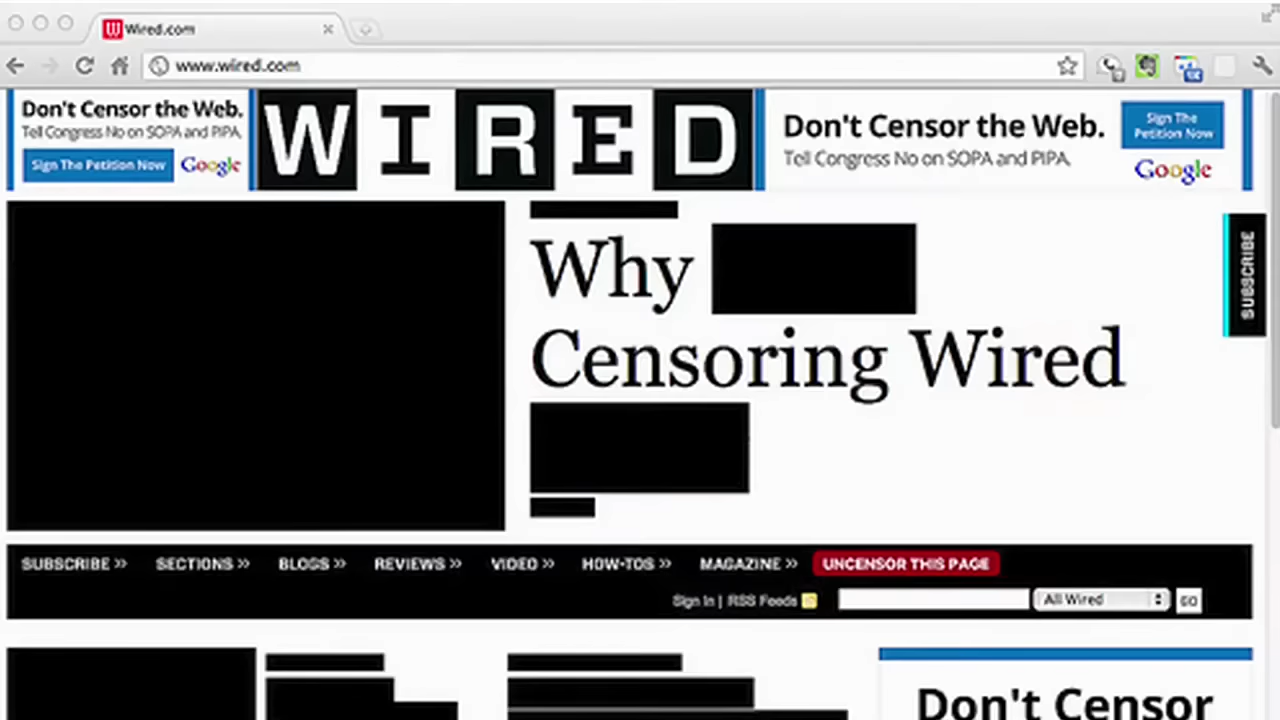 Wired.com
www.wired.com
Don't Censor the Web.
Tell Congress No on SOPA and PIPA.
Sign The Petition Now
Google
WIRED
Don't Censor the Web.
Tell Congress No on SOPA and PIPA.
Sign The
Petition Now
Google
SUBSCRIBE
Why
Censoring Wired
SUBSCRIBE » SECTIONS » BLOGS » REVIEWS » VIDEO » HOW-TOS » MAGAZINE » UNCENSOR THIS PAGE
Sign In | RSS Feeds All Wired GO
Don't Censor